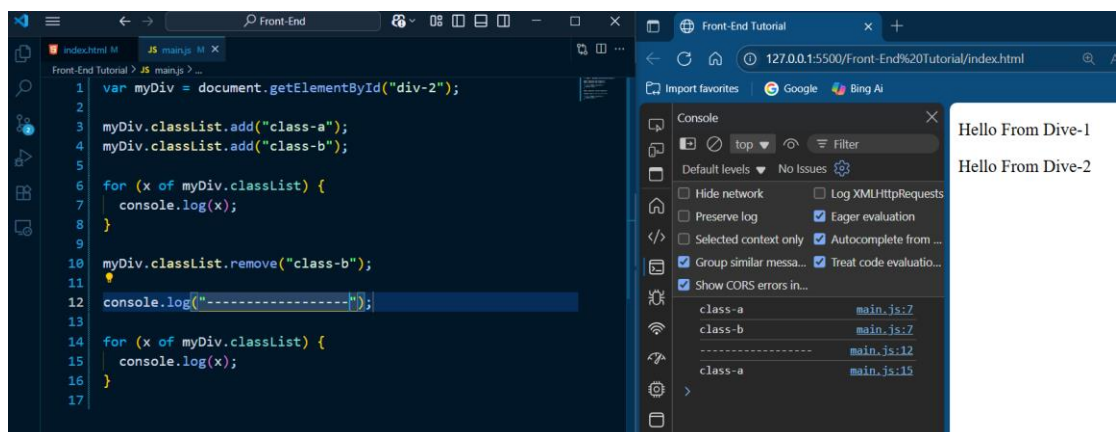 Front-End
index.html M
JS main.js M
Front-End Tutorial > JS main.js > ...
1 var myDiv = document.getElementById("div-2");
2
3 myDiv.classList.add("class-a");
4 myDiv.classList.add("class-b");
5
6 for (x of myDiv.classList) {
7 console.log(x);
8 }
9
10 myDiv.classList.remove("class-b");
11
12 console.log("------------------");
13
14 for (x of myDiv.classList) {
15 console.log(x);
16 }
17
2
Front-End Tutorial
127.0.0.1:5500/Front-End%20Tutorial/index.html
Import favorites
Google
Bing Ai
Console
top
Filter
Default levels
No Issues
Hide network
Log XMLHttpRequests
Preserve log
Eager evaluation
Selected context only
Autocomplete from ...
Group similar messa...
Treat code evaluatio...
Show CORS errors in...
class-a main.js:7
class-b main.js:7
------------------ main.js:12
class-a main.js:15
>
Hello From Dive-1
Hello From Dive-2